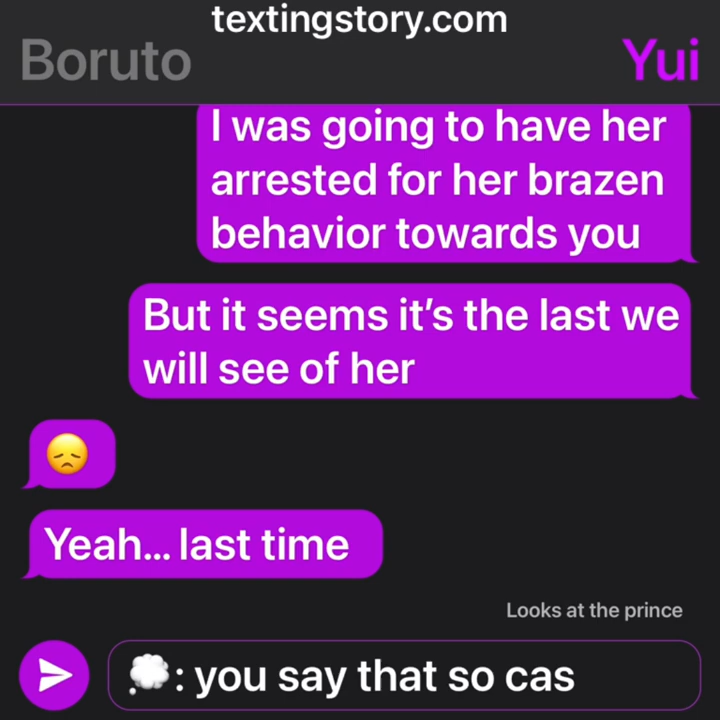 textingstory.com
Boruto
Yui
I was going to have her
arrested for her brazen
behavior towards you
But it seems it’s the last we
will see of her
😞
Yeah... last time
Looks at the prince
💭: you say that so cas